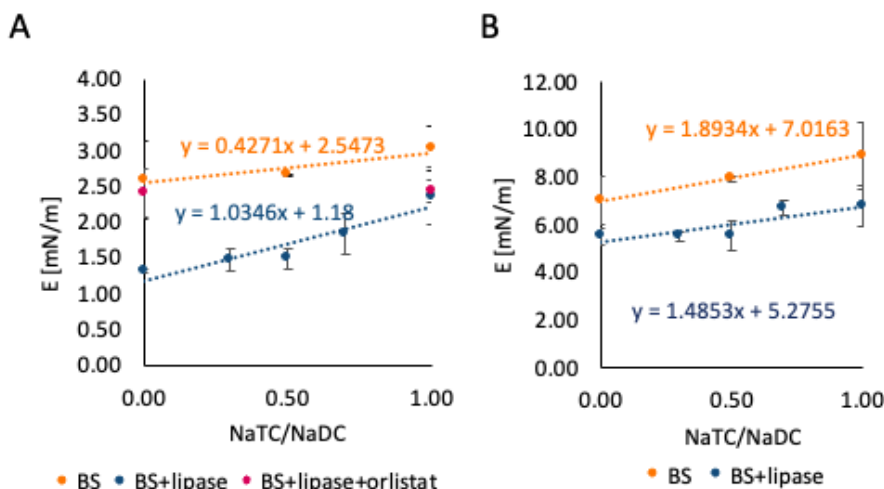 A
4.00
3.50
3.00
2.50
2.00
1.50
1.00
0.50
0.00
E [mN/m]
y = 0.4271x + 2.5473
y = 1.0346x + 1.18
0.00 0.50 1.00
NaTC/NaDC
BS BS+lipase BS+lipase+orlistat
B
12.00
10.00
8.00
6.00
4.00
2.00
0.00
E [mN/m]
y = 1.8934x + 7.0163
y = 1.4853x + 5.2755
0.00 0.50 1.00
NaTC/NaDC
BS BS+lipase